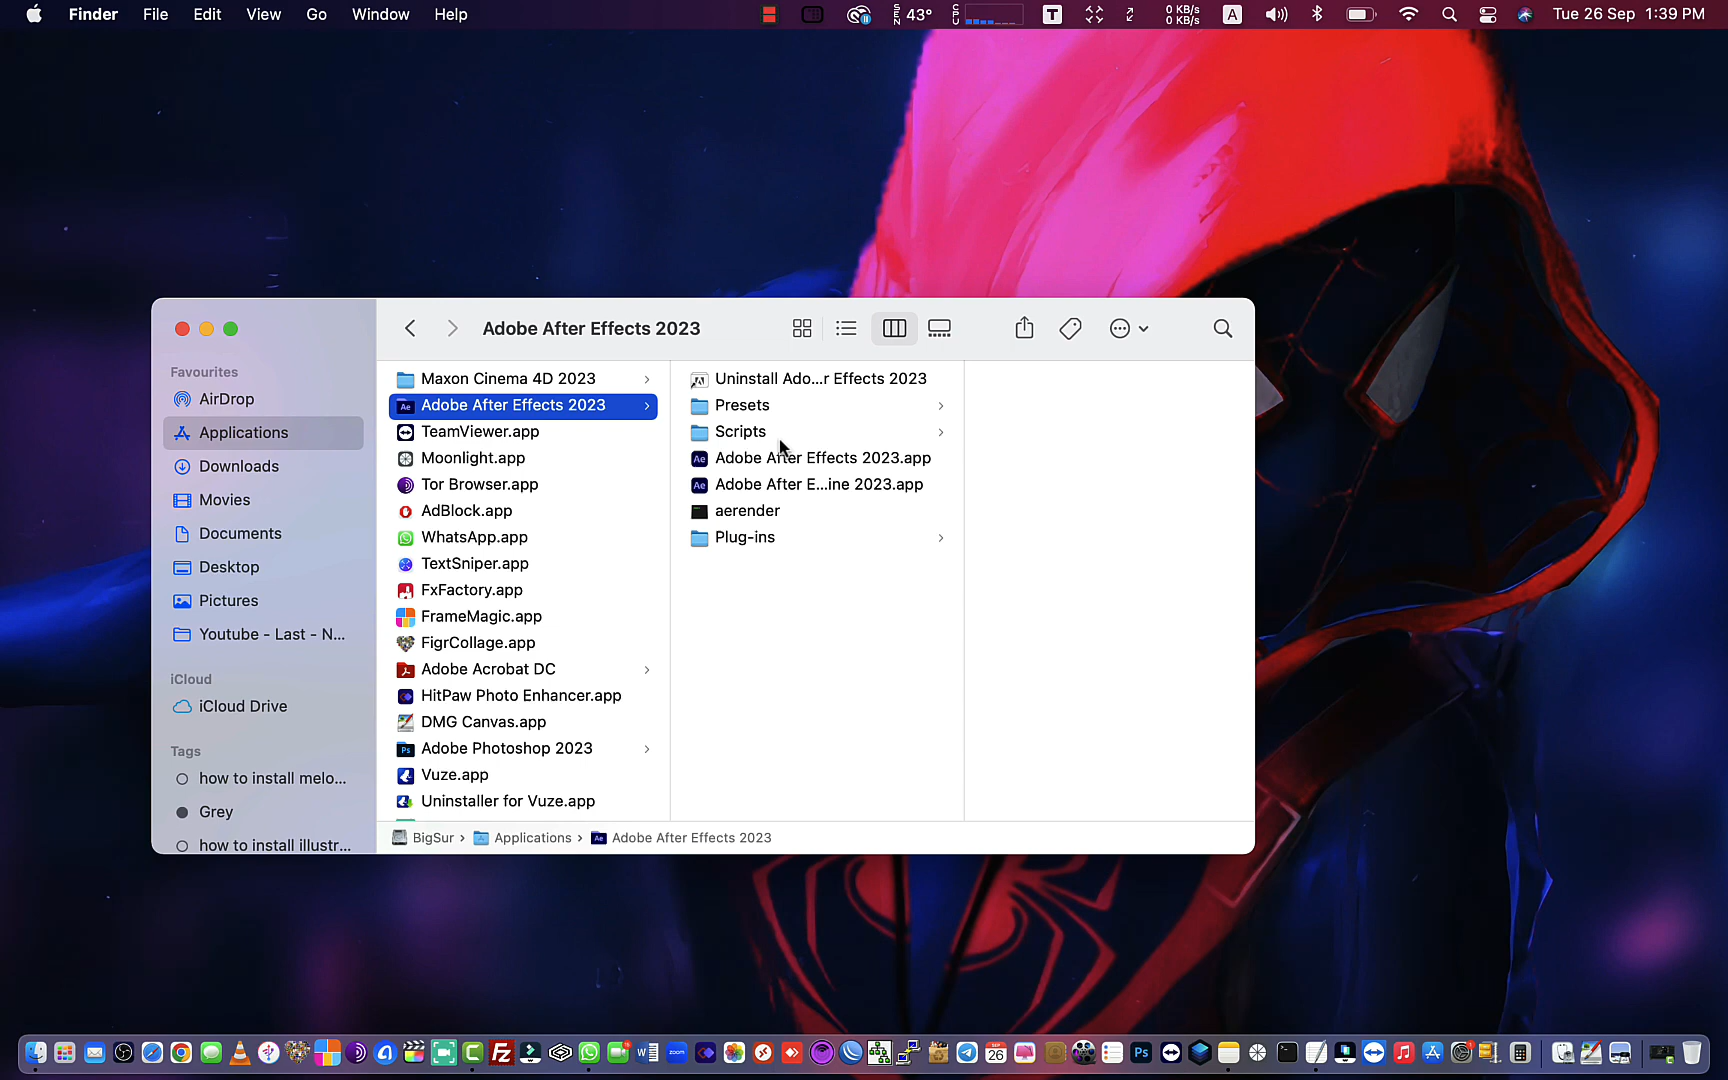 Finder File Edit View Go Window Help
SEN 43° CPU T 0 KB/s 0 KB/s A Tue 26 Sep 1:39 PM
Adobe After Effects 2023
Favourites
AirDrop
Applications
Downloads
Movies
Documents
Desktop
Pictures
Youtube - Last - N...
iCloud
iCloud Drive
Tags
how to install melo...
Grey
how to install illustr...
Maxon Cinema 4D 2023
Adobe After Effects 2023
TeamViewer.app
Moonlight.app
Tor Browser.app
AdBlock.app
WhatsApp.app
TextSniper.app
FxFactory.app
FrameMagic.app
FigrCollage.app
Adobe Acrobat DC
HitPaw Photo Enhancer.app
DMG Canvas.app
Adobe Photoshop 2023
Vuze.app
Uninstaller for Vuze.app
Uninstall Ado...r Effects 2023
Presets
Scripts
Adobe After Effects 2023.app
Adobe After E...ine 2023.app
aerender
Plug-ins
BigSur › Applications › Adobe After Effects 2023
FZ zoom 26 Ps